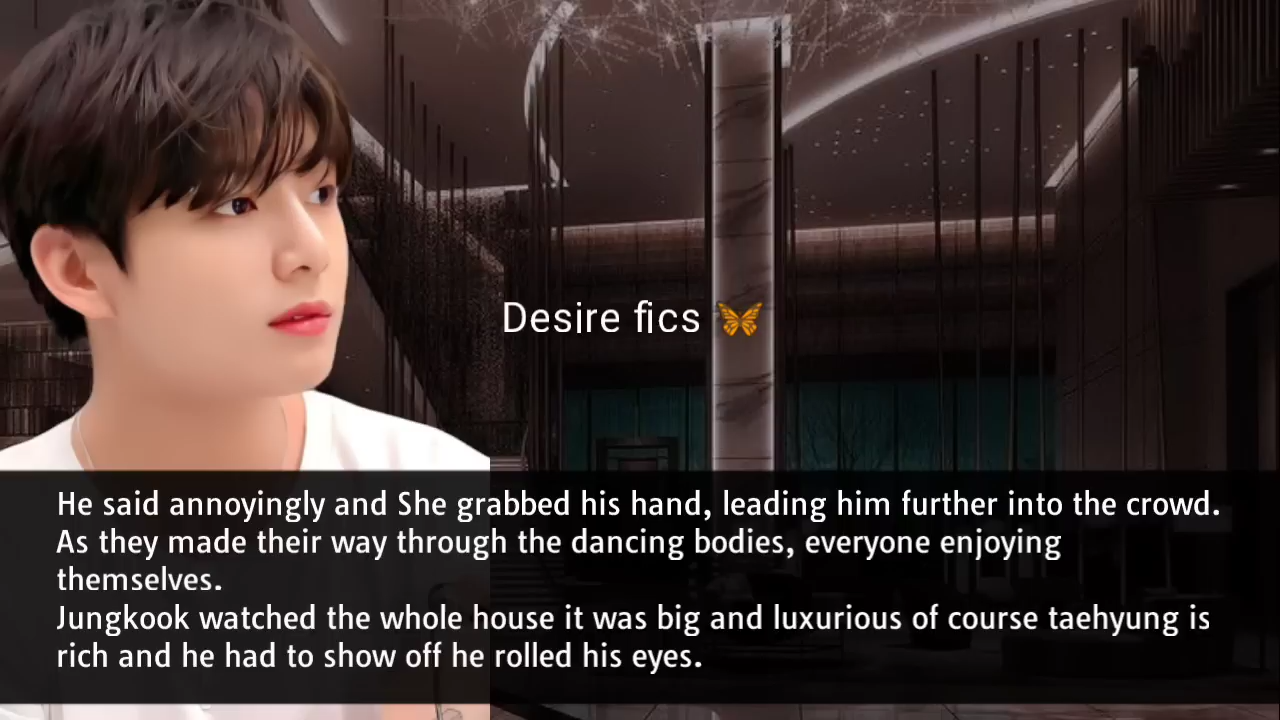 Desire fics 🦋
He said annoyingly and She grabbed his hand, leading him further into the crowd.
As they made their way through the dancing bodies, everyone enjoying
themselves.
Jungkook watched the whole house it was big and luxurious of course taehyung is
rich and he had to show off he rolled his eyes.